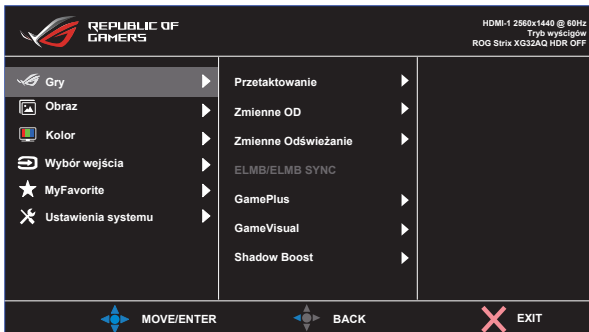 REPUBLIC OF
GAMERS
HDMI-1 2560x1440 @ 60Hz
Tryb wyścigów
ROG Strix XG32AQ HDR OFF
Gry
Obraz
Kolor
Wybór wejścia
MyFavorite
Ustawienia systemu
Przetaktowanie
Zmienne OD
Zmienne Odświeżanie
ELMB/ELMB SYNC
GamePlus
GameVisual
Shadow Boost
MOVE/ENTER
BACK
EXIT